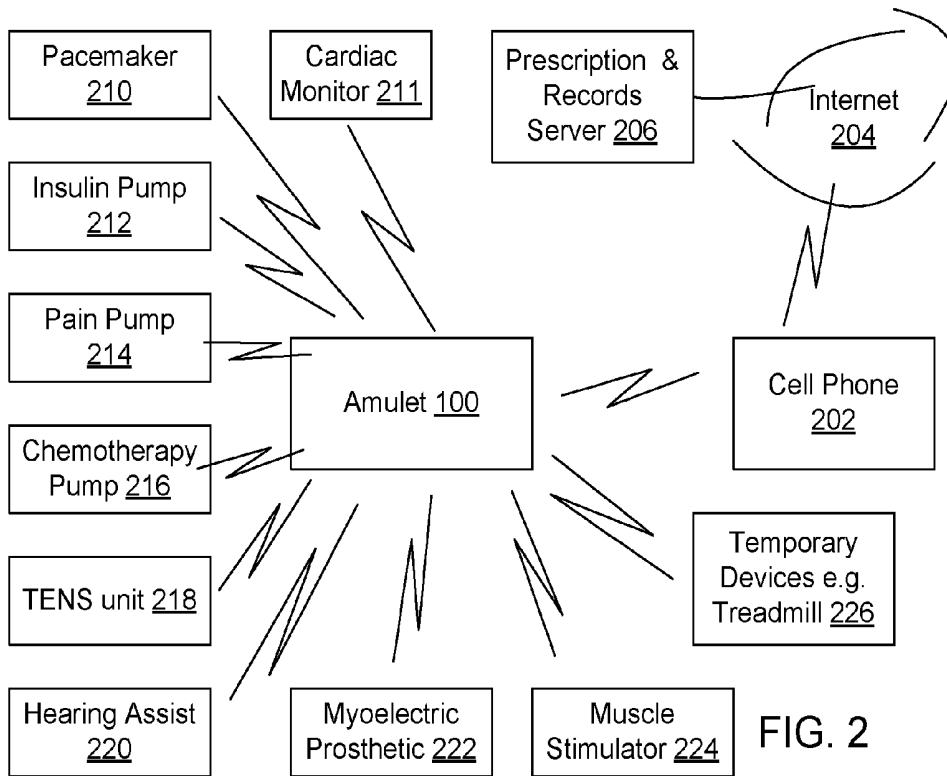 Pacemaker
210
Cardiac
Monitor 211
Prescription &
Records
Server 206
Internet
204
Insulin Pump
212
Pain Pump
214
Amulet 100
Cell Phone
202
Chemotherapy
Pump 216
TENS unit 218
Temporary
Devices e.g.
Treadmill 226
Hearing Assist
220
Myoelectric
Prosthetic 222
Muscle
Stimulator 224
FIG. 2